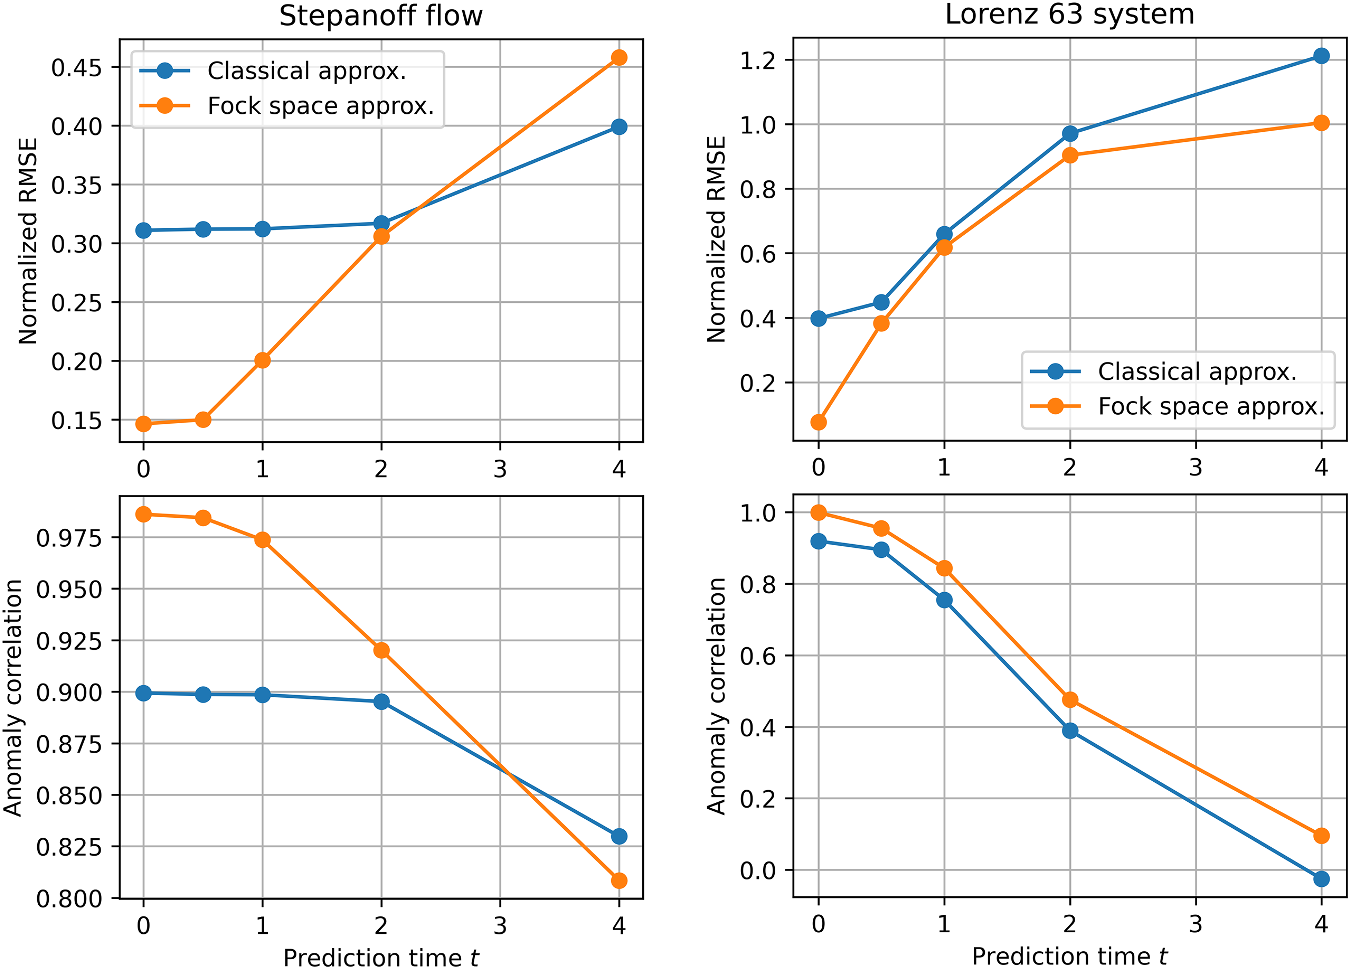 Stepanoff flow
Normalized RMSE
0.45
0.40
0.35
0.30
0.25
0.20
0.15
Classical approx.
Fock space approx.
0 1 2 3 4
Lorenz 63 system
Normalized RMSE
1.2
1.0
0.8
0.6
0.4
0.2
Classical approx.
Fock space approx.
0 1 2 3 4
Anomaly correlation
0.975
0.950
0.925
0.900
0.875
0.850
0.825
0.800
0 1 2 3 4
Prediction time t
Anomaly correlation
1.0
0.8
0.6
0.4
0.2
0.0
0 1 2 3 4
Prediction time t